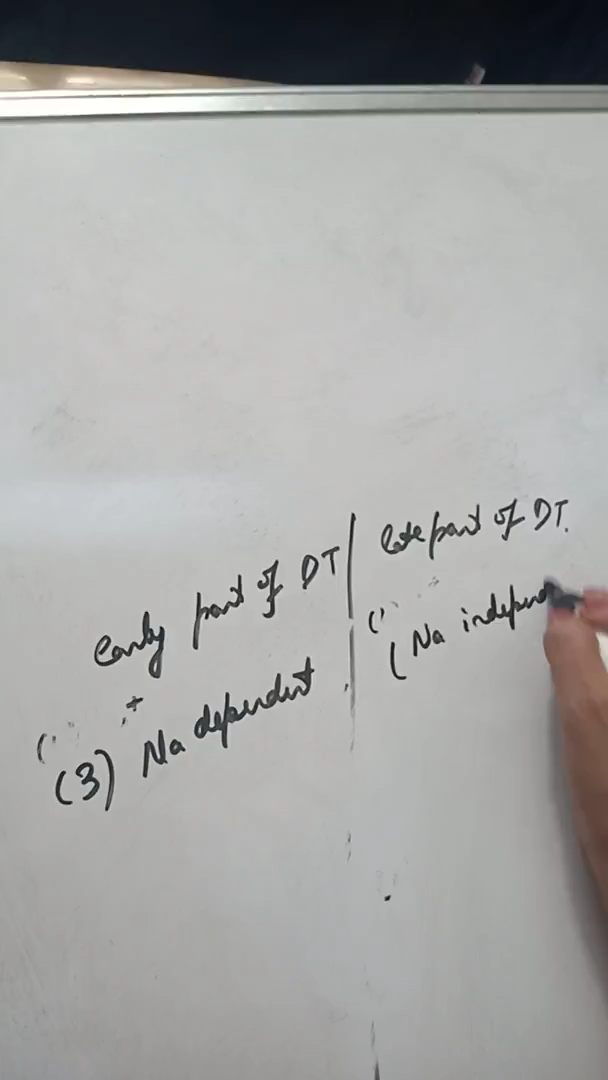 early part of DT
late part of DT.
(3) Na dependent
(Na independ